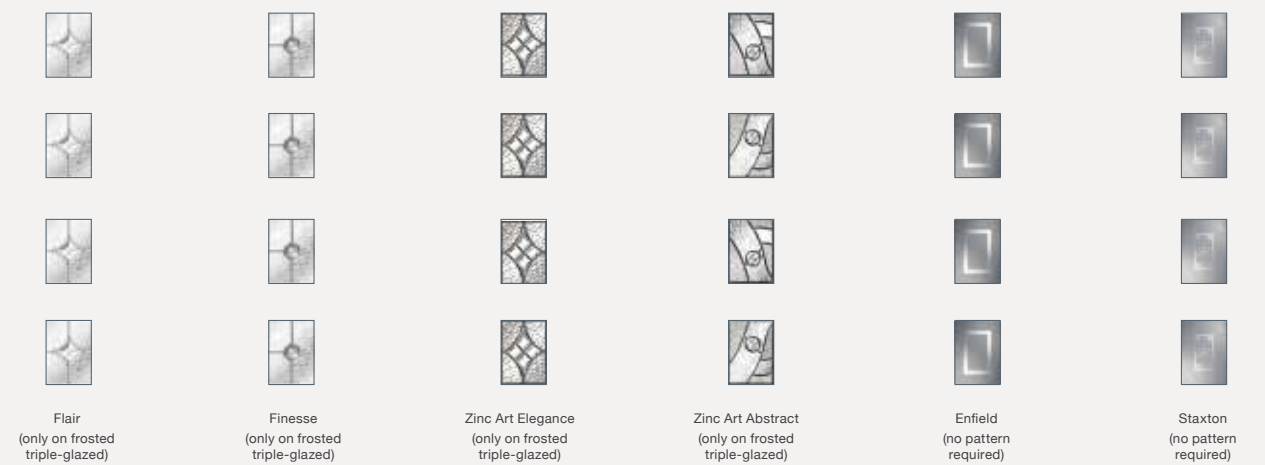 Flair
(only on frosted
triple-glazed)
Finesse
(only on frosted
triple-glazed)
Zinc Art Elegance
(only on frosted
triple-glazed)
Zinc Art Abstract
(only on frosted
triple-glazed)
Enfield
(no pattern
required)
Staxton
(no pattern
required)